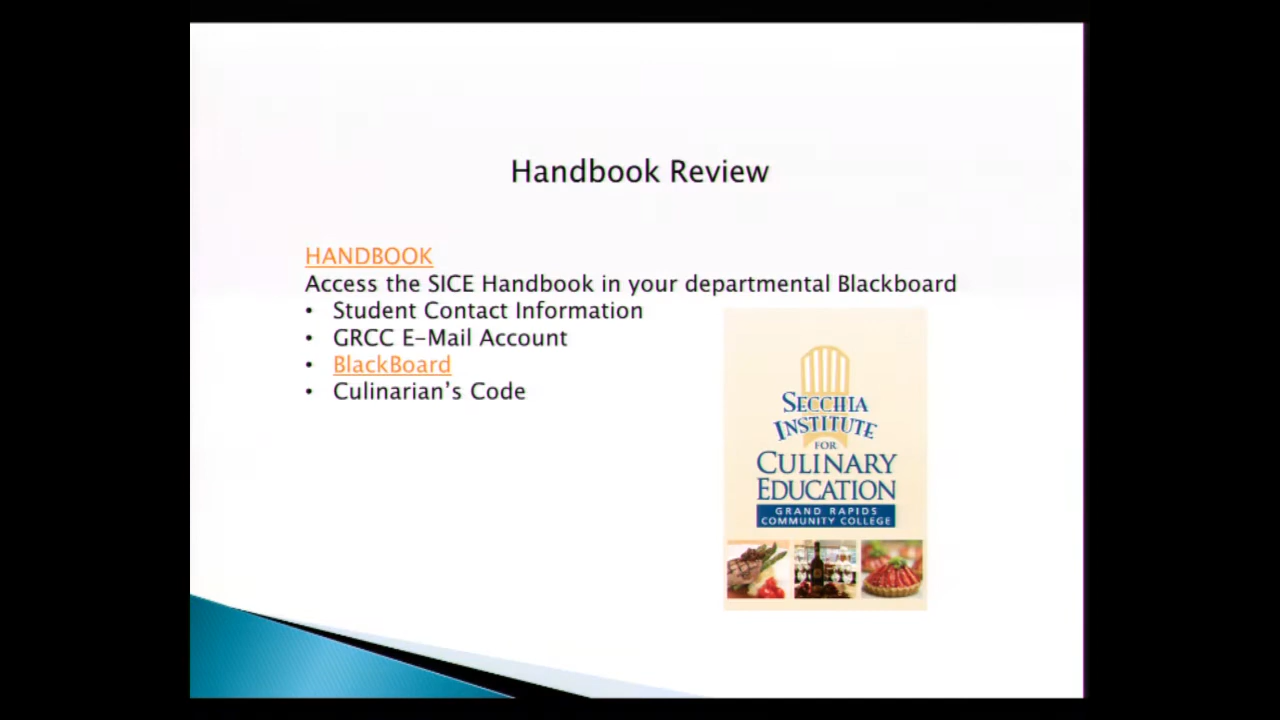 Handbook Review
HANDBOOK
Access the SICE Handbook in your departmental Blackboard
• Student Contact Information
• GRCC E-Mail Account
• BlackBoard
• Culinarian's Code
SECCHIA
INSTITUTE
FOR
CULINARY
EDUCATION
GRAND RAPIDS
COMMUNITY COLLEGE